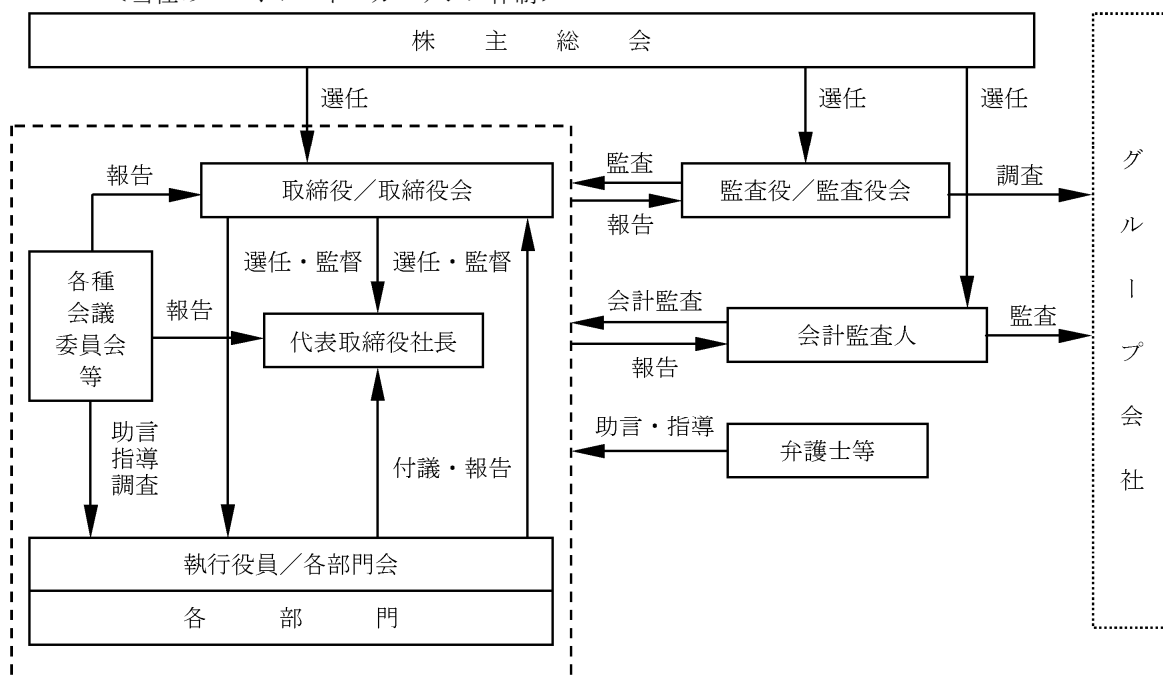 株主総会
選任
選任
選任
報告
取締役／取締役会
監査
報告
監査役／監査役会
調査
グループ会社
選任・監督
選任・監督
各種
会議
委員会
等
報告
代表取締役社長
会計監査
報告
会計監査人
監査
助言
指導
調査
付議・報告
助言・指導
弁護士等
執行役員／各部門会
各部門